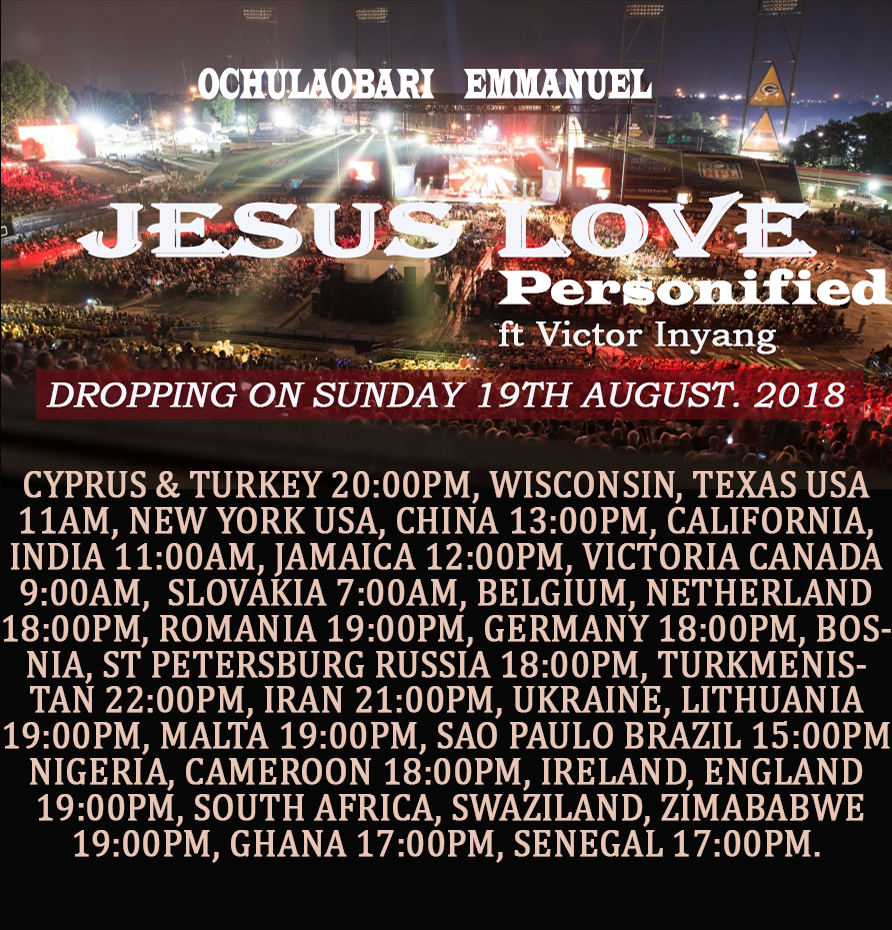 OCHULAOBARI EMMANUEL
JESUS LOVE
Personified
ft Victor Inyang
DROPPING ON SUNDAY 19TH AUGUST. 2018
CYPRUS & TURKEY 20:00PM, WISCONSIN, TEXAS USA
11AM, NEW YORK USA, CHINA 13:00PM, CALIFORNIA,
INDIA 11:00AM, JAMAICA 12:00PM, VICTORIA CANADA
9:00AM, SLOVAKIA 7:00AM, BELGIUM, NETHERLAND
18:00PM, ROMANIA 19:00PM, GERMANY 18:00PM, BOS-
NIA, ST PETERSBURG RUSSIA 18:00PM, TURKMENIS-
TAN 22:00PM, IRAN 21:00PM, UKRAINE, LITHUANIA
19:00PM, MALTA 19:00PM, SAO PAULO BRAZIL 15:00PM
NIGERIA, CAMEROON 18:00PM, IRELAND, ENGLAND
19:00PM, SOUTH AFRICA, SWAZILAND, ZIMABABWE
19:00PM, GHANA 17:00PM, SENEGAL 17:00PM.